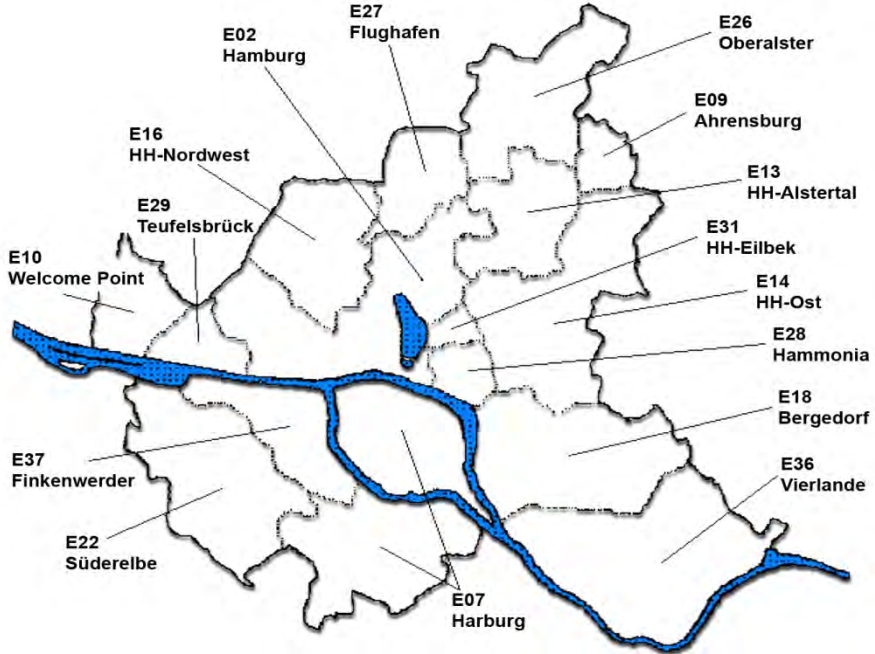 E27
Flughafen
E02
Hamburg
E26
Oberalster
E09
Ahrensburg
E16
HH-Nordwest
E13
HH-Alstertal
E29
Teufelsbrück
E31
HH-Eilbek
E10
Welcome Point
E14
HH-Ost
E28
Hammonia
E18
Bergedorf
E37
Finkenwerder
E36
Vierlande
E22
Süderelbe
E07
Harburg